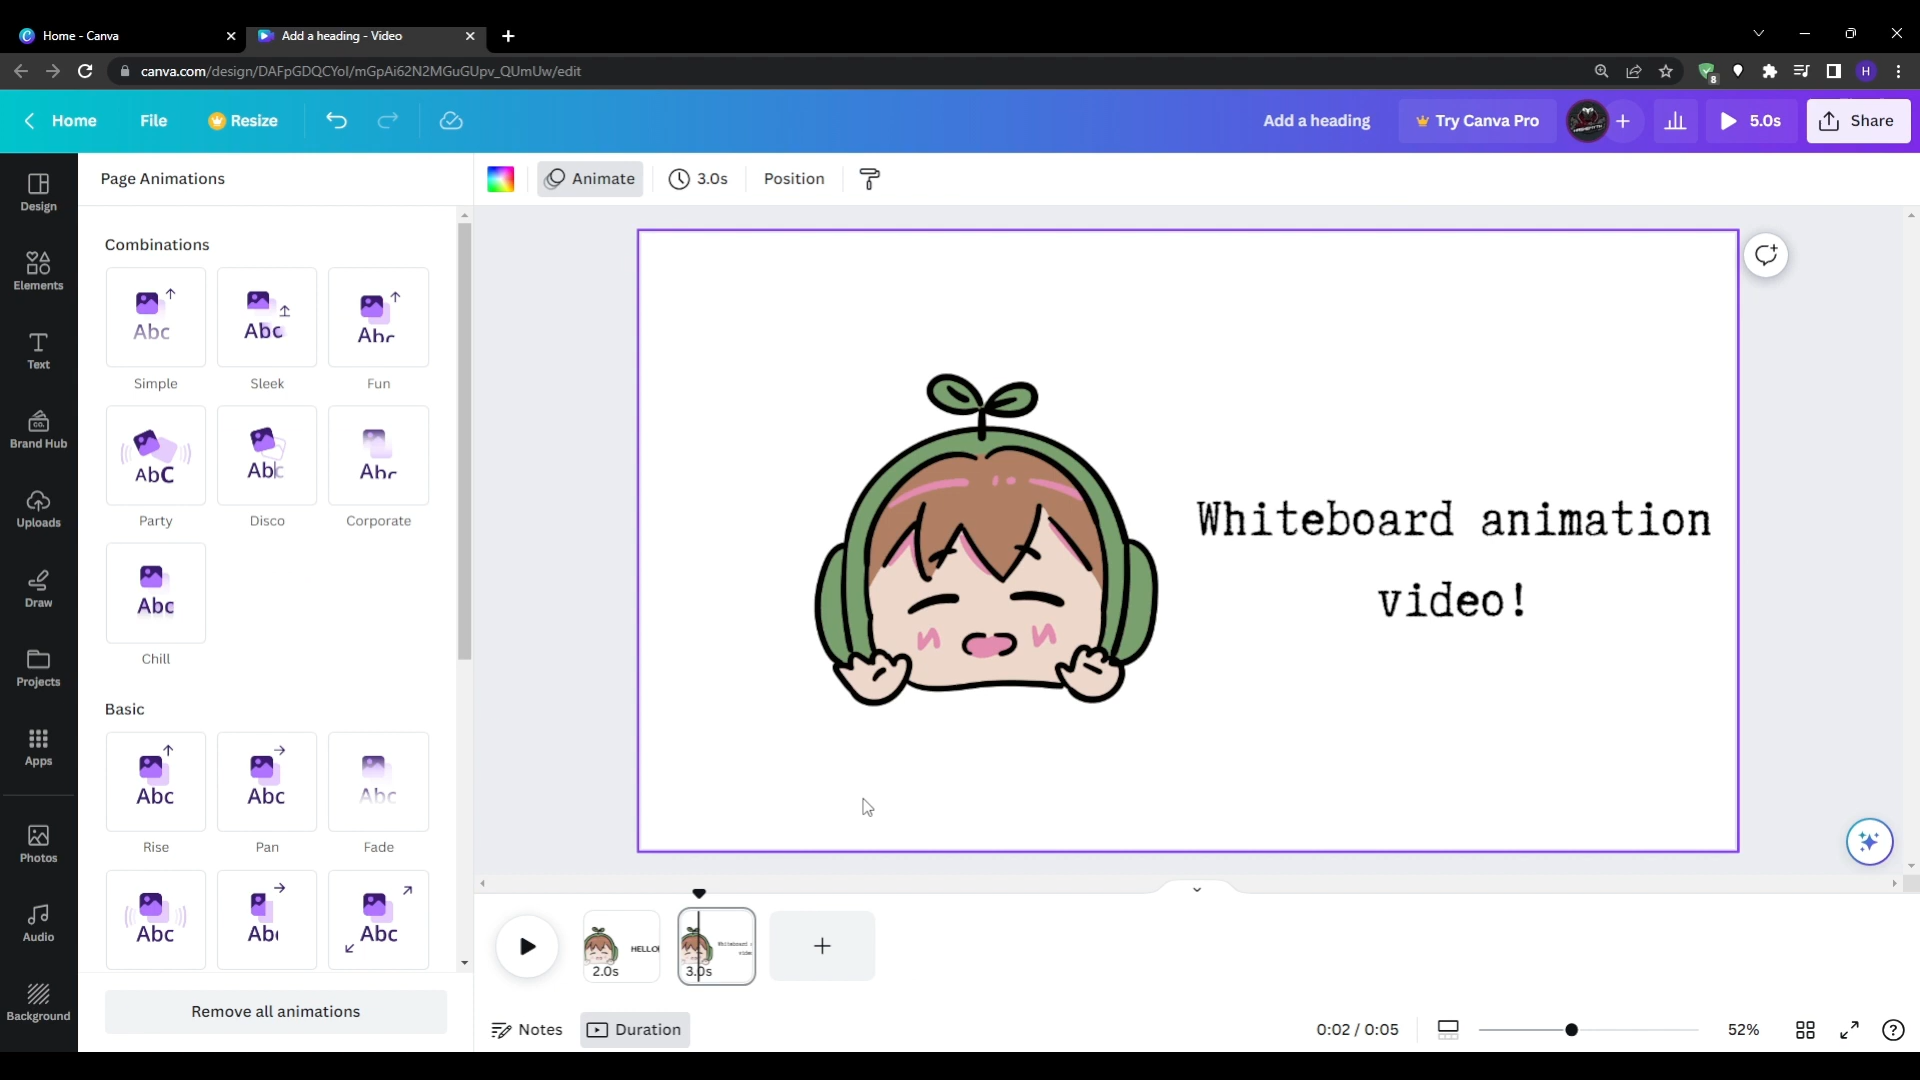 Home - Canva
Add a heading - Video
canva.com/design/DAFpGDQCYoI/mGpAi62N2MGuGUpv_QUmUw/edit
8
H
Home
File
Resize
Add a heading
Try Canva Pro
5.0s
Share
Page Animations
Animate
3.0s
Position
Design
Elements
Text
Brand Hub
CO.
Uploads
Draw
Projects
Apps
Photos
Audio
Background
Combinations
Abc
Abc
Abc
Simple
Sleek
Fun
AbC
Abc
Abc
Party
Disco
Corporate
Abc
Chill
Basic
Abc
Abc
Abc
Rise
Pan
Fade
Abc
Abc
Abc
Remove all animations
Whiteboard animation
video!
HELLO!
2.0s
Whiteboard
3.0s
Notes
Duration
0:02 / 0:05
52%